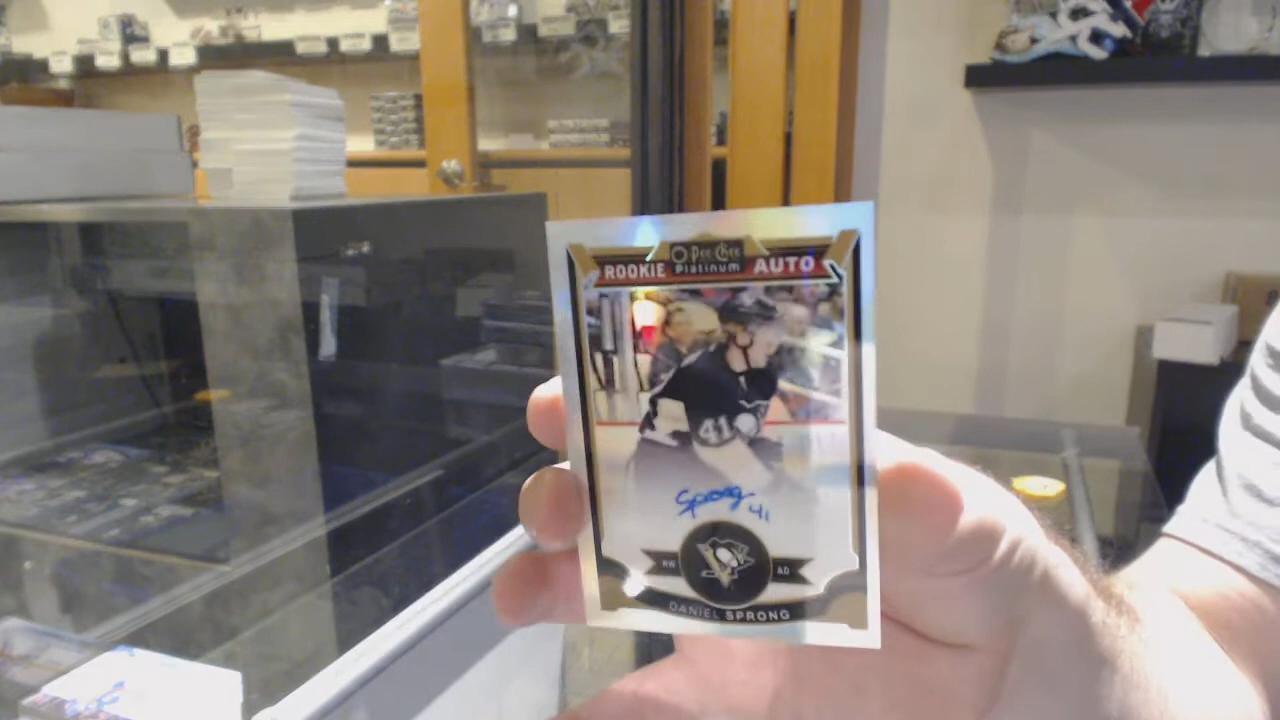 O-Pee-Chee
ROOKIE Platinum AUTO
41
Sprong 41
RW AD
DANIEL SPRONG